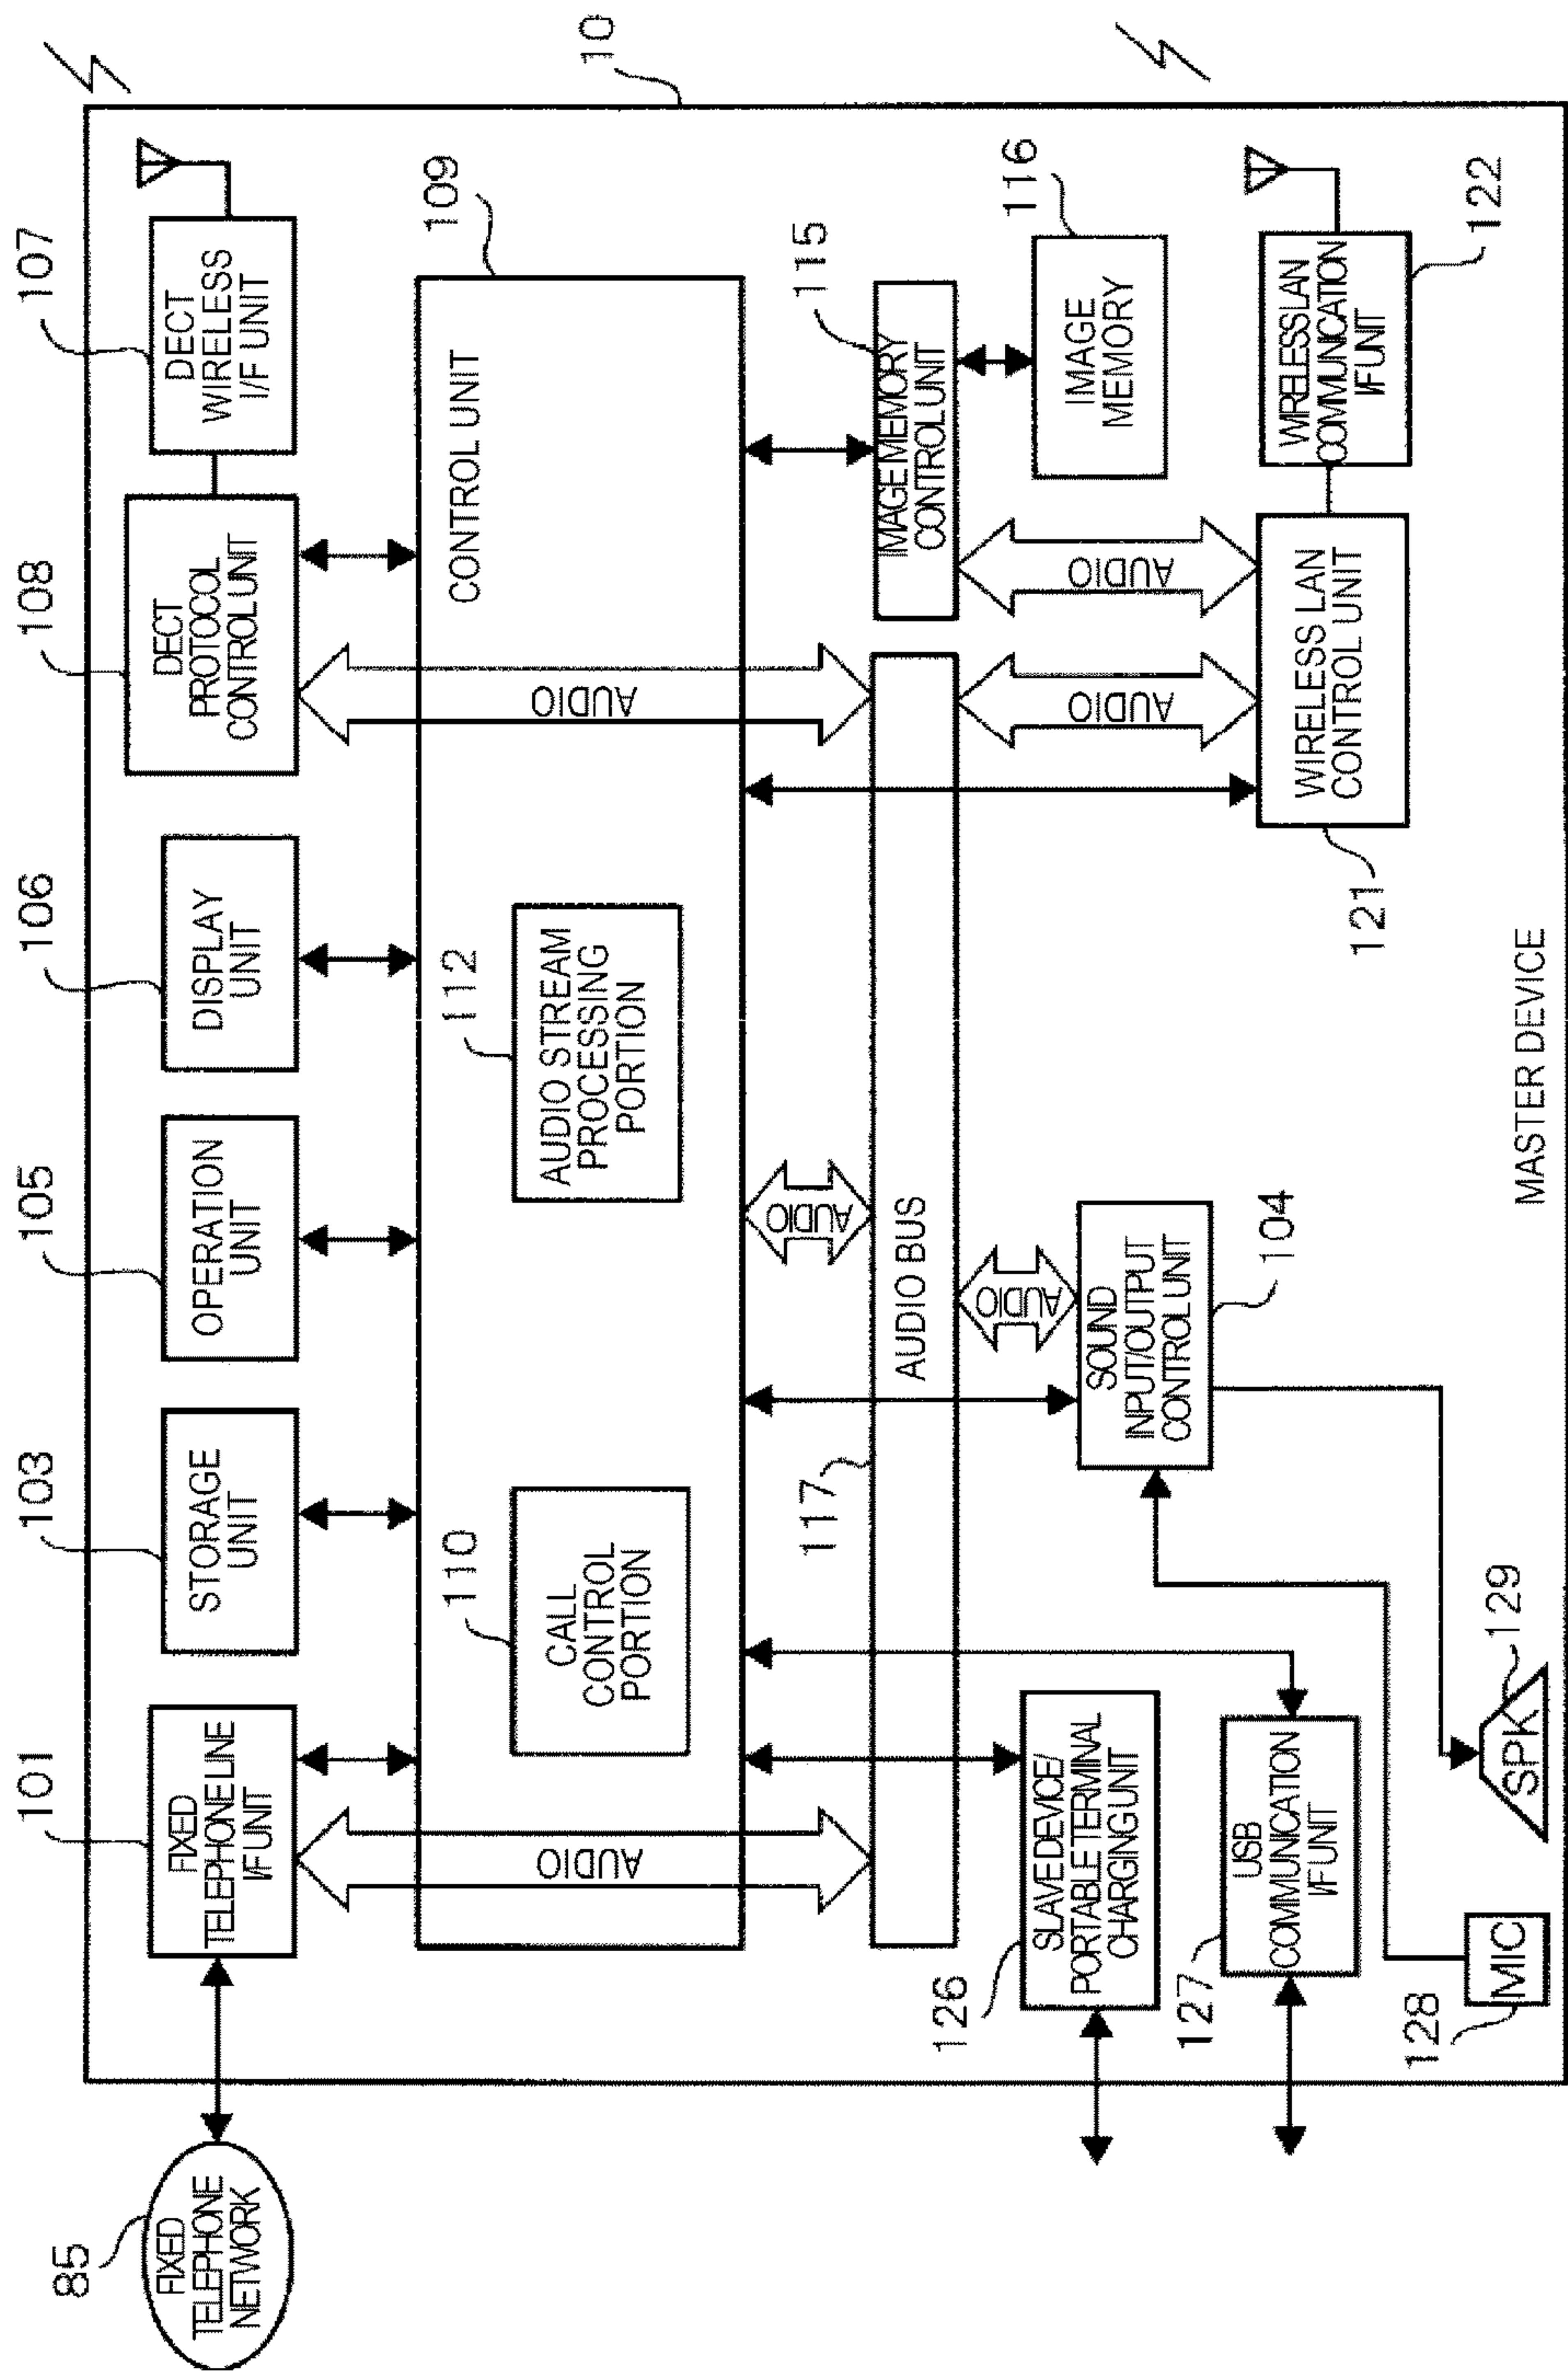 10
107
DECT
WIRELESS
I/F UNIT
108
DECT
PROTOCOL
CONTROL UNIT
106
DISPLAY
UNIT
105
OPERATION
UNIT
103
STORAGE
UNIT
101
FIXED
TELEPHONE LINE
I/F UNIT
85
FIXED
TELEPHONE
NETWORK
109
CONTROL UNIT
112
AUDIO STREAM
PROCESSING
PORTION
110
CALL
CONTROL
PORTION
AUDIO
AUDIO
AUDIO
115
IMAGE MEMORY
CONTROL UNIT
116
IMAGE
MEMORY
117
AUDIO BUS
AUDIO
AUDIO
AUDIO
122
WIRELESS LAN
COMMUNICATION
I/F UNIT
121
WIRELESS LAN
CONTROL UNIT
104
SOUND
INPUT/OUTPUT
CONTROL UNIT
126
SLAVE DEVICE/
PORTABLE TERMINAL
CHARGING UNIT
127
USB
COMMUNICATION
I/F UNIT
128
MIC
129
SPK
MASTER DEVICE